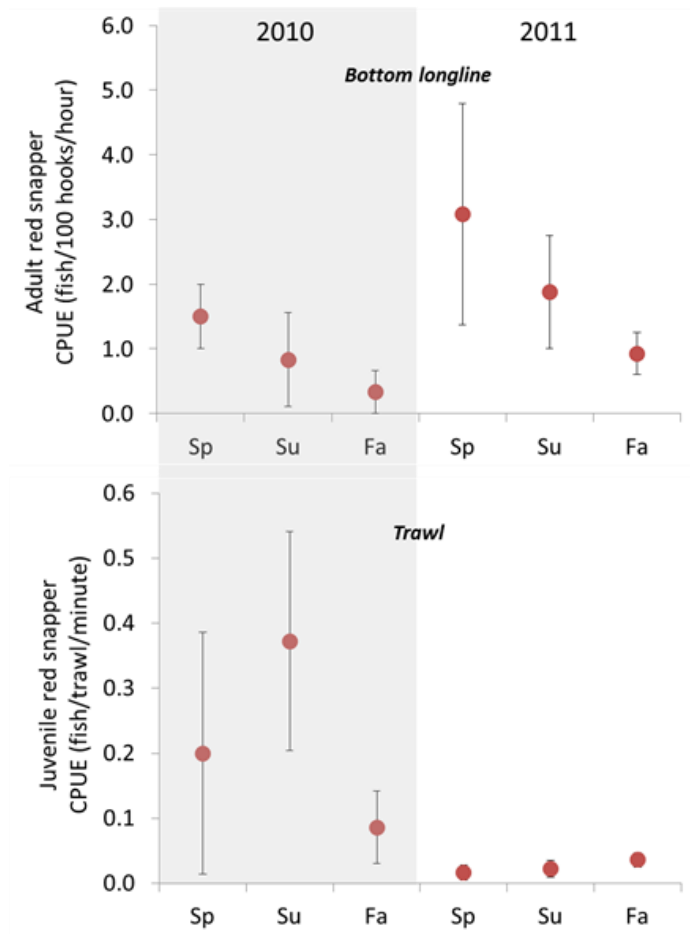 2010 2011
Bottom longline
Adult red snapper
CPUE (fish/100 hooks/hour)
6.0
5.0
4.0
3.0
2.0
1.0
0.0
Sp Su Fa Sp Su Fa
Trawl
Juvenile red snapper
CPUE (fish/trawl/minute)
0.6
0.5
0.4
0.3
0.2
0.1
0.0
Sp Su Fa Sp Su Fa